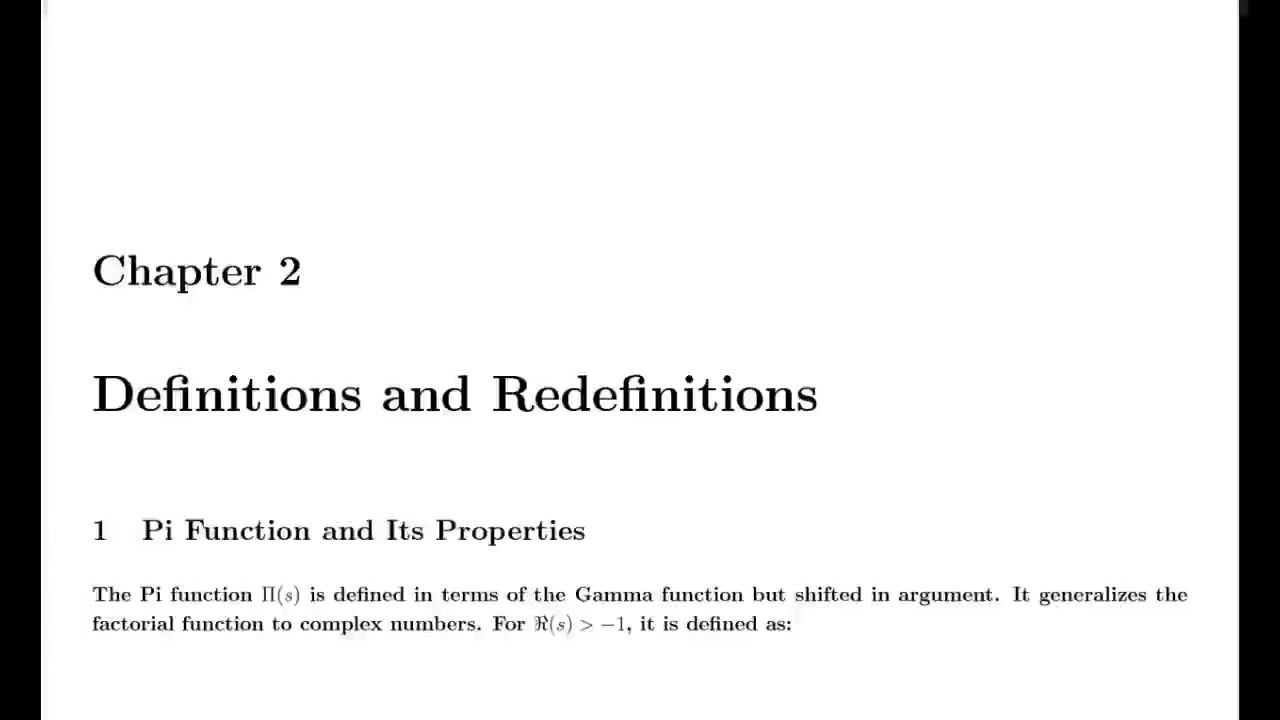 Chapter 2
Definitions and Redefinitions
1 Pi Function and Its Properties
The Pi function Π(s) is defined in terms of the Gamma function but shifted in argument. It generalizes the
factorial function to complex numbers. For ℜ(s) > −1, it is defined as: